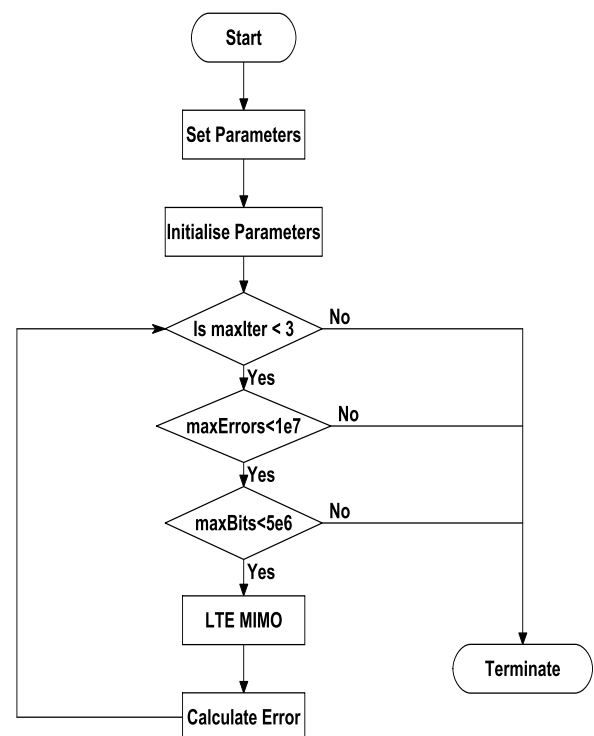 Start
Set Parameters
Initialise Parameters
Is maxIter < 3
No
Yes
maxErrors<1e7
No
Yes
maxBits<5e6
No
Yes
LTE MIMO
Terminate
Calculate Error